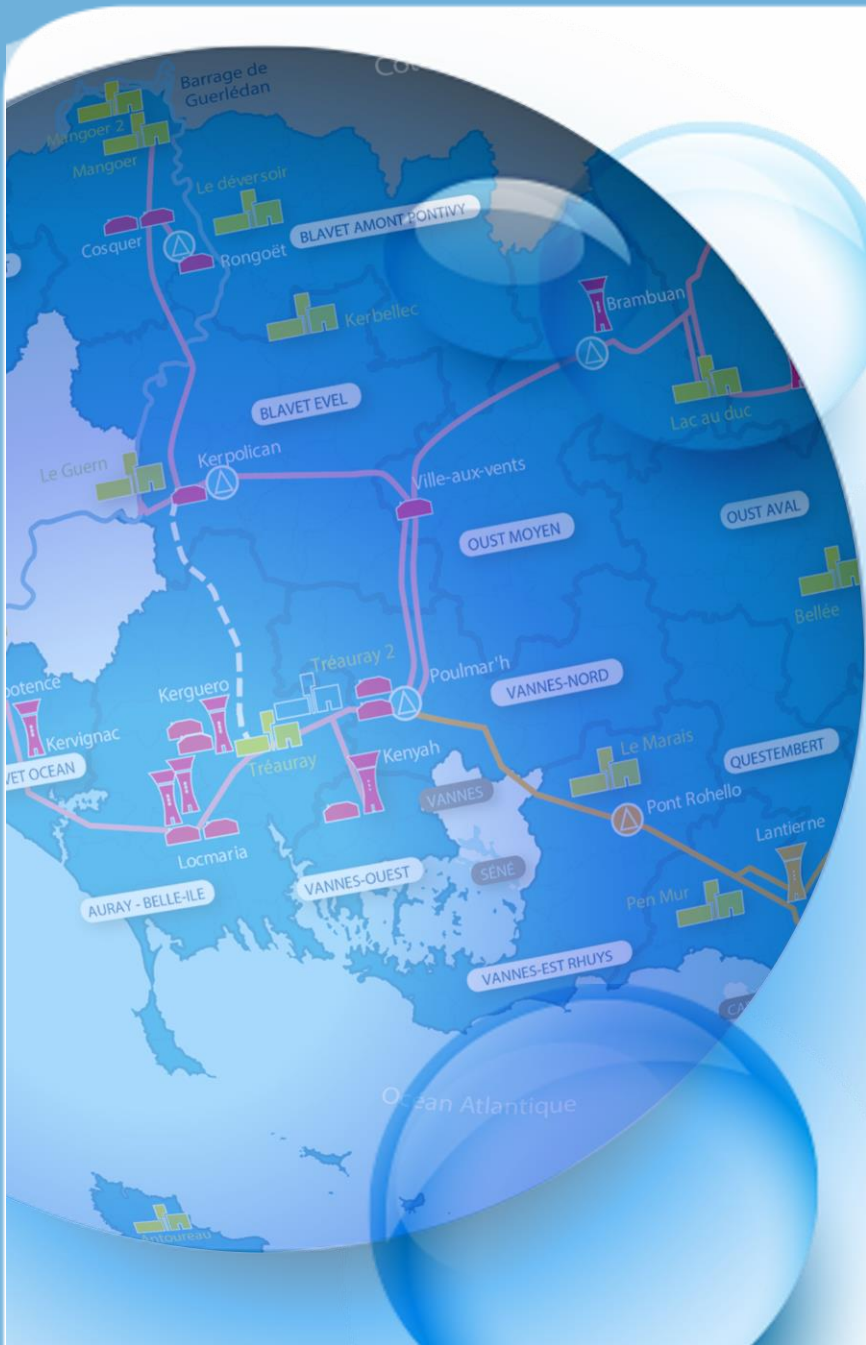 Barrage de
Guerlédan
Mangoer 2
Mangoer
Le déversoir
BLAVET AMONT PONTIVY
Cosquer
Rongoët
Brambuan
Kerbellec
Lac au duc
BLAVET EVEL
Kerpolican
Le Guern
Ville-aux-vents
OUST AVAL
OUST MOYEN
Bellée
Tréauray 2
Poulmar'h
Kerguero
VANNES-NORD
Kervignac
Kenyah
Le Marais
QUESTEMBERT
Tréauray
VANNES
Pont Rohello
Lantierne
Locmaria
VANNES-OUEST
SÉNÉ
AURAY - BELLE-ILE
Pen Mur
VANNES-EST RHUYS
Océan Atlantique
Antoureau